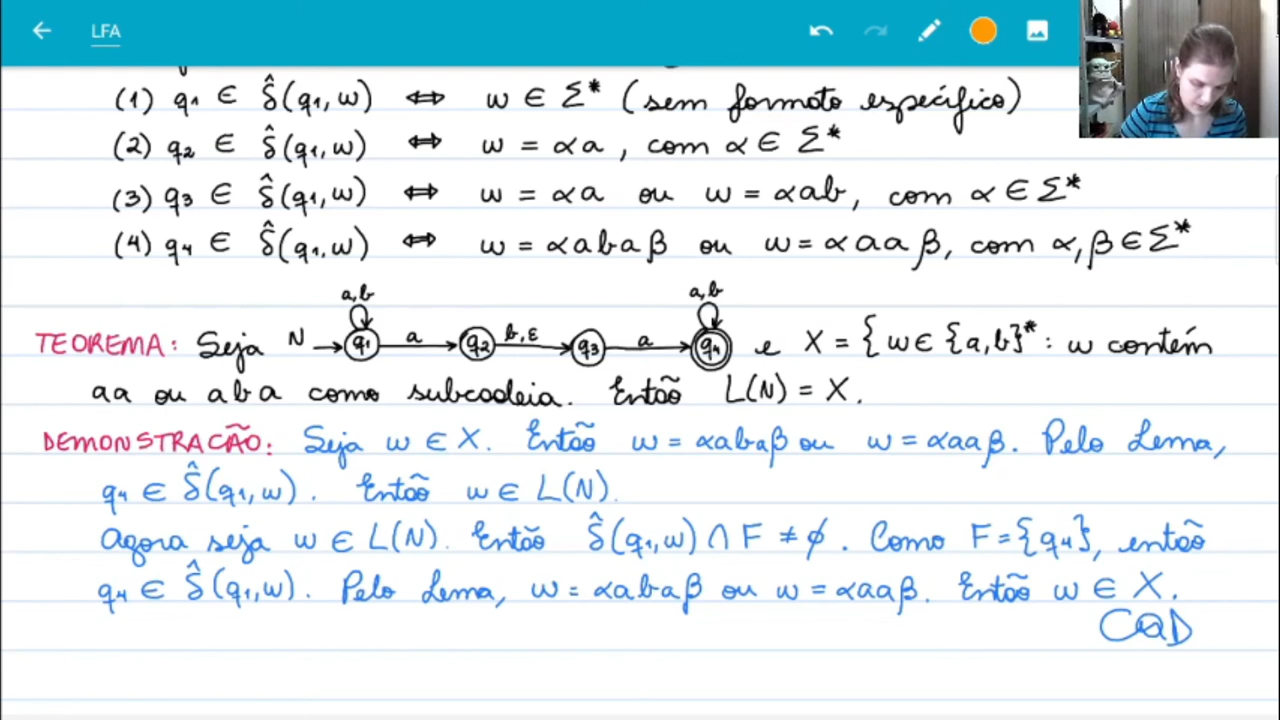 LFA
(1) q1 ∈ δ̂(q1, w) ⇔ w ∈ Σ* (sem formato específico)
(2) q2 ∈ δ̂(q1, w) ⇔ w = αa , com α ∈ Σ*
(3) q3 ∈ δ̂(q1, w) ⇔ w = αa ou w = αab, com α ∈ Σ*
(4) q4 ∈ δ̂(q1, w) ⇔ w = αabaβ ou w = αaaβ, com α, β ∈ Σ*
a,b a,b
TEOREMA: Seja N → q1 a q2 b,ε q3 a q4 e X = { w ∈ {a,b}* : w contém
aa ou aba como subcadeia. Então L(N) = X.
DEMONSTRACÃO: Seja w ∈ X. Então w = αabaβ ou w = αaaβ. Pelo Lema,
q4 ∈ δ̂(q1, w). Então w ∈ L(N).
Agora seja w ∈ L(N). Então δ̂(q1, w) ∩ F ≠ ∅. Como F = {q4}, então
q4 ∈ δ̂(q1, w). Pelo Lema, w = αabaβ ou w = αaaβ. Então w ∈ X.
CQD